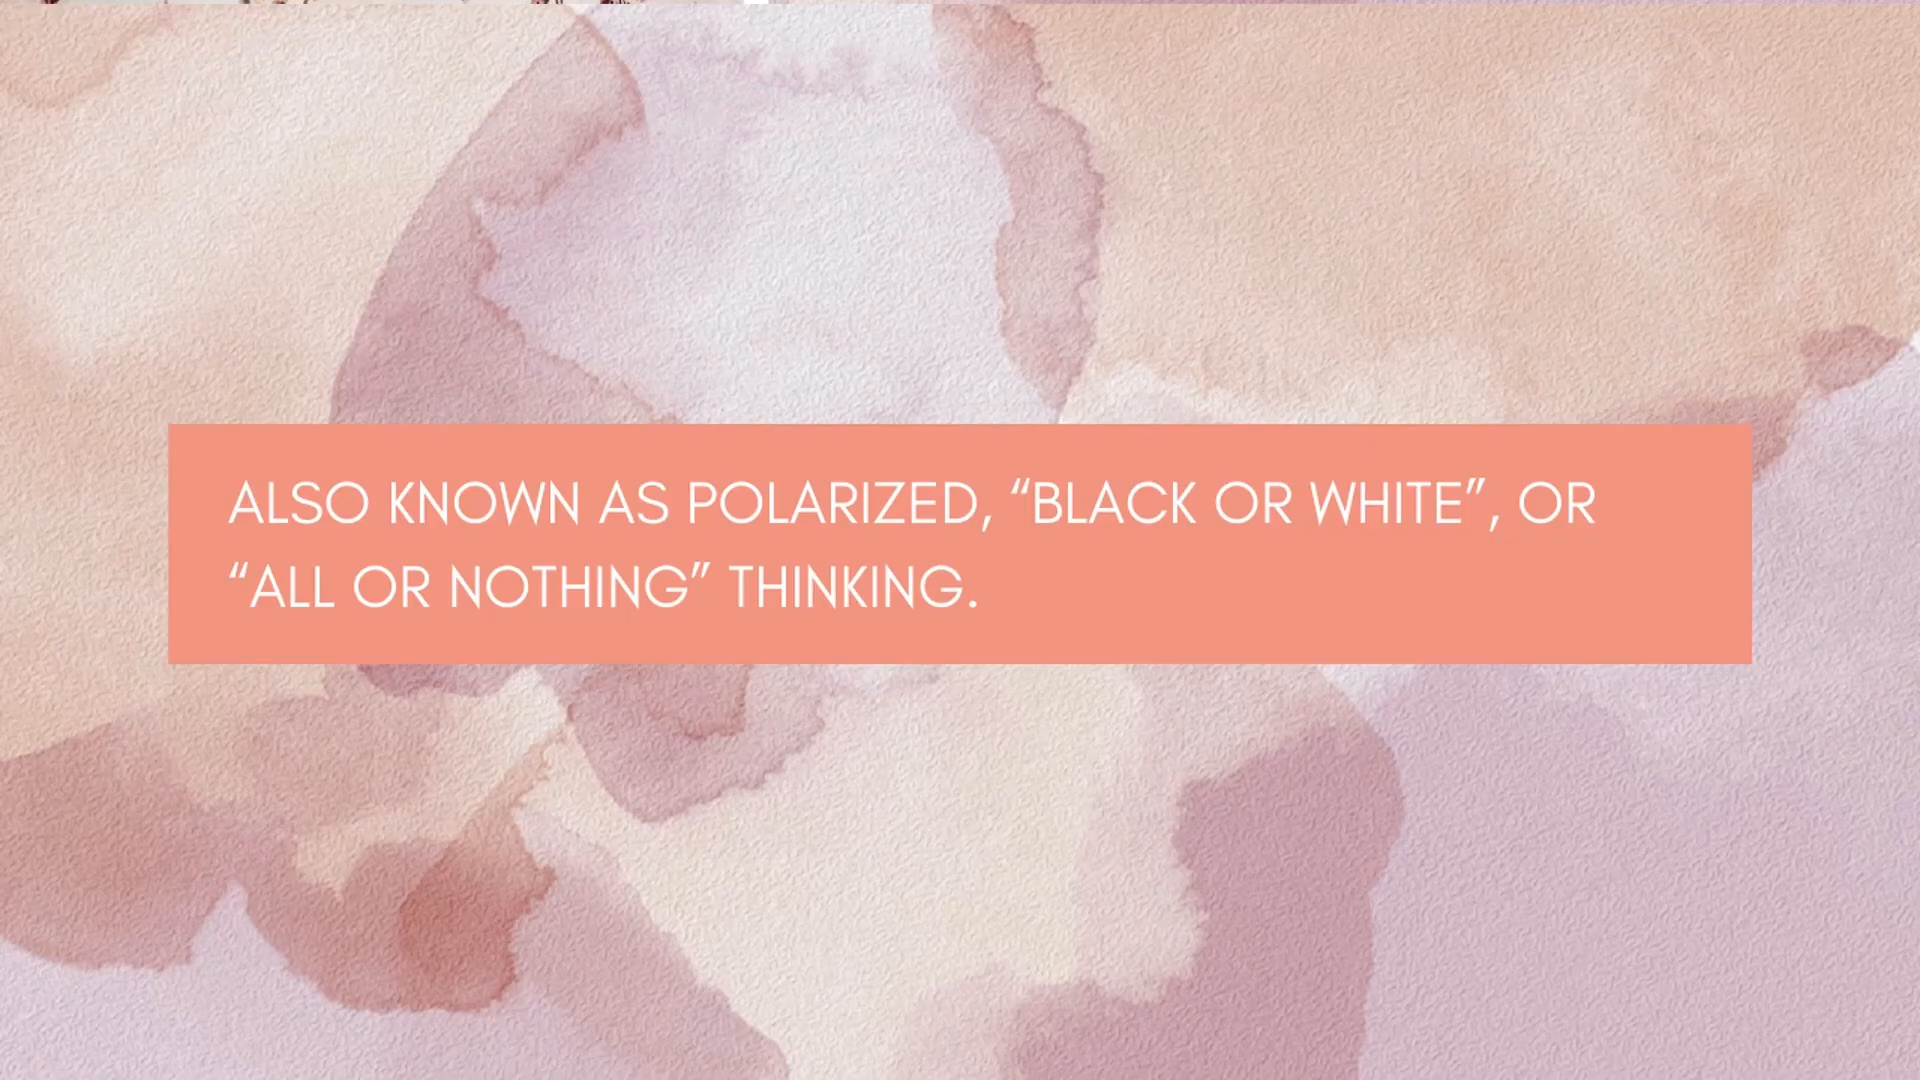 ALSO KNOWN AS POLARIZED, “BLACK OR WHITE”, OR
“ALL OR NOTHING” THINKING.